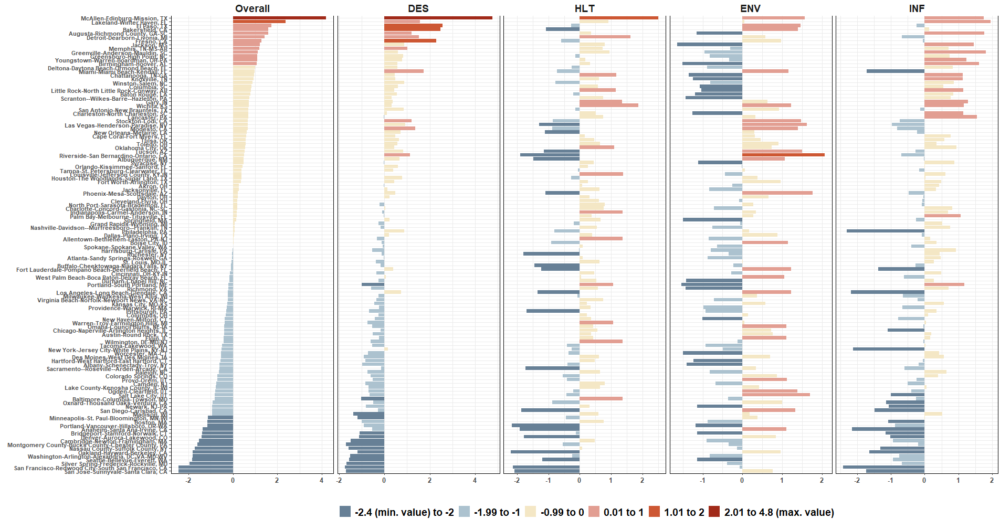 Overall DES HLT ENV INF
McAllen-Edinburg-Mission, TX
Lakeland-Winter Haven, FL
El Paso, TX
Bakersfield, CA
Augusta-Richmond County, GA-SC
Detroit-Dearborn-Livonia, MI
Fresno, CA
Jackson, MS
Memphis, TN-MS-AR
Greenville-Anderson-Mauldin, SC
Greensboro-High Point, NC
Youngstown-Warren-Boardman, OH-PA
Birmingham-Hoover, AL
Deltona-Daytona Beach-Ormond Beach, FL
Miami-Miami Beach-Kendall, FL
Chattanooga, TN-GA
Knoxville, TN
Winston-Salem, NC
Columbia, SC
Little Rock-North Little Rock-Conway, AR
Baton Rouge, LA
Scranton--Wilkes-Barre--Hazleton, PA
Gary, IN
Wichita, KS
San Antonio-New Braunfels, TX
Charleston-North Charleston, SC
Lancaster, PA
Stockton-Lodi, CA
Las Vegas-Henderson-Paradise, NV
Modesto, CA
New Orleans-Metairie, LA
Cape Coral-Fort Myers, FL
Tulsa, OK
Toledo, OH
Oklahoma City, OK
Tucson, AZ
Riverside-San Bernardino-Ontario, CA
Albuquerque, NM
Syracuse, NY
Orlando-Kissimmee-Sanford, FL
Tampa-St. Petersburg-Clearwater, FL
Louisville/Jefferson County, KY-IN
Houston-The Woodlands-Sugar Land, TX
Fort Worth-Arlington, TX
Akron, OH
Jacksonville, FL
Phoenix-Mesa-Scottsdale, AZ
Dayton, OH
Cleveland-Elyria, OH
North Port-Sarasota-Bradenton, FL
Charlotte-Concord-Gastonia, NC-SC
Indianapolis-Carmel-Anderson, IN
Palm Bay-Melbourne-Titusville, FL
Springfield, MA
Grand Rapids-Wyoming, MI
Nashville-Davidson--Murfreesboro--Franklin, TN
Philadelphia, PA
Dallas-Plano-Irving, TX
Allentown-Bethlehem-Easton, PA-NJ
Boise City, ID
Spokane-Spokane Valley, WA
Harrisburg-Carlisle, PA
Rochester, NY
Atlanta-Sandy Springs-Roswell, GA
St. Louis, MO-IL
Buffalo-Cheektowaga-Niagara Falls, NY
Fort Lauderdale-Pompano Beach-Deerfield Beach, FL
Cincinnati, OH-KY-IN
West Palm Beach-Boca Raton-Delray Beach, FL
Durham-Chapel Hill, NC
Portland-South Portland, ME
Richmond, VA
Los Angeles-Long Beach-Glendale, CA
Milwaukee-Waukesha-West Allis, WI
Virginia Beach-Norfolk-Newport News, VA-NC
Kansas City, MO-KS
Providence-Warwick, RI-MA
Pittsburgh, PA
Columbus, OH
New Haven-Milford, CT
Warren-Troy-Farmington Hills, MI
Omaha-Council Bluffs, NE-IA
Chicago-Naperville-Arlington Heights, IL
Austin-Round Rock, TX
Elgin, IL
Wilmington, DE-MD-NJ
Tacoma-Lakewood, WA
New York-Jersey City-White Plains, NY-NJ
Worcester, MA-CT
Des Moines-West Des Moines, IA
Hartford-West Hartford-East Hartford, CT
Albany-Schenectady-Troy, NY
Sacramento--Roseville--Arden-Arcade, CA
Raleigh, NC
Colorado Springs, CO
Provo-Orem, UT
Camden, NJ
Lake County-Kenosha County, IL-WI
Ogden-Clearfield, UT
Salt Lake City, UT
Baltimore-Columbia-Towson, MD
Oxnard-Thousand Oaks-Ventura, CA
Newark, NJ-PA
San Diego-Carlsbad, CA
Madison, WI
Minneapolis-St. Paul-Bloomington, MN-WI
Boston, MA
Portland-Vancouver-Hillsboro, OR-WA
Anaheim-Santa Ana-Irvine, CA
Bridgeport-Stamford-Norwalk, CT
Denver-Aurora-Lakewood, CO
Cambridge-Newton-Framingham, MA
Montgomery County-Bucks County-Chester County, PA
Nassau County-Suffolk County, NY
Oakland-Hayward-Berkeley, CA
Washington-Arlington-Alexandria, DC-VA-MD-WV
Seattle-Bellevue-Everett, WA
Silver Spring-Frederick-Rockville, MD
San Francisco-Redwood City-South San Francisco, CA
San Jose-Sunnyvale-Santa Clara, CA
-2 0 2 4 -2 0 2 4 -2 -1 0 1 2 -1 0 1 2 -2 -1 0 1 2
-2.4 (min. value) to -2 -1.99 to -1 -0.99 to 0 0.01 to 1 1.01 to 2 2.01 to 4.8 (max. value)